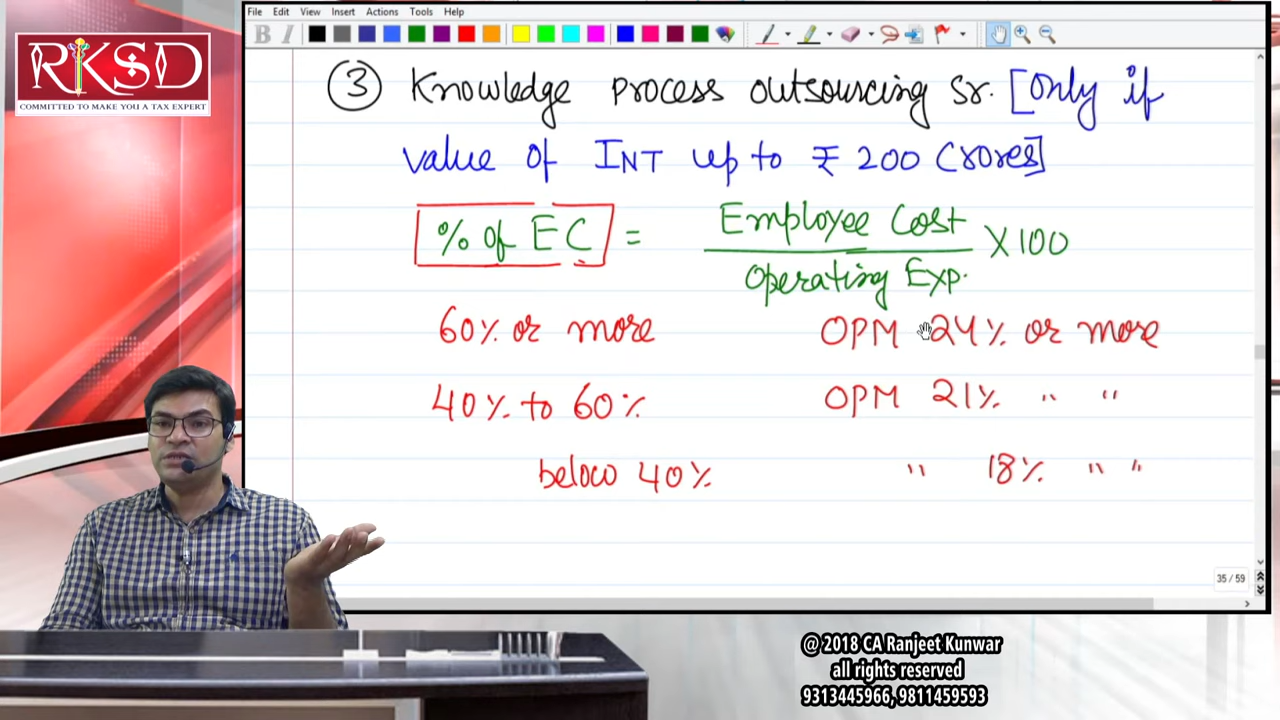 RKSD
COMMITTED TO MAKE YOU A TAX EXPERT
File Edit View Insert Actions Tools Help
B I
③ Knowledge process outsourcing Sr. [Only if
value of INT up to ₹ 200 Crores]
% of EC = Employee Cost
Operating Exp. X 100
60% or more OPM 24% or more
40% to 60% OPM 21% " "
below 40% " 18% " "
35 / 59
@ 2018 CA Ranjeet Kunwar
all rights reserved
9313445966, 9811459593